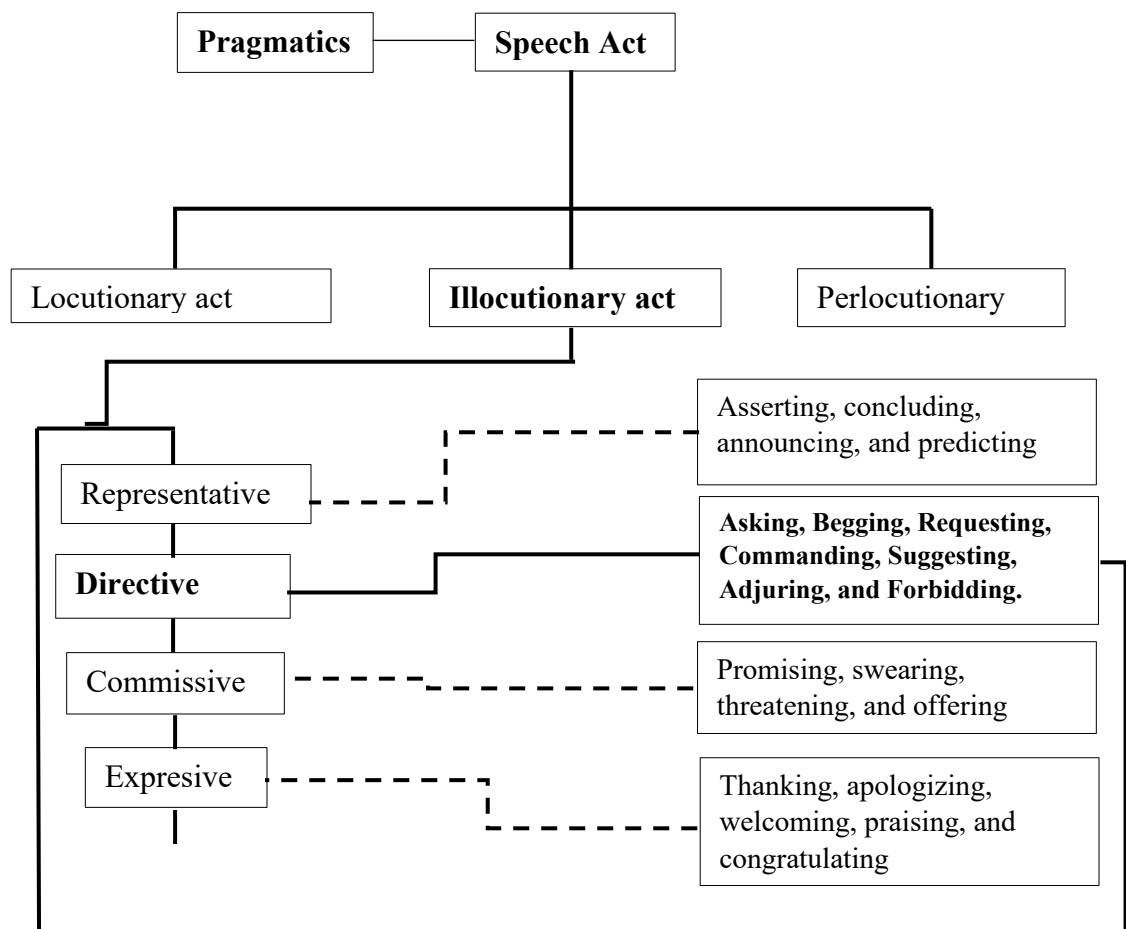 Pragmatics
Speech Act
Locutionary act
Illocutionary act
Perlocutionary
Asserting, concluding,
announcing, and predicting
Representative
Asking, Begging, Requesting,
Commanding, Suggesting,
Adjuring, and Forbidding.
Directive
Promising, swearing,
threatening, and offering
Commissive
Expresive
Thanking, apologizing,
welcoming, praising, and
congratulating